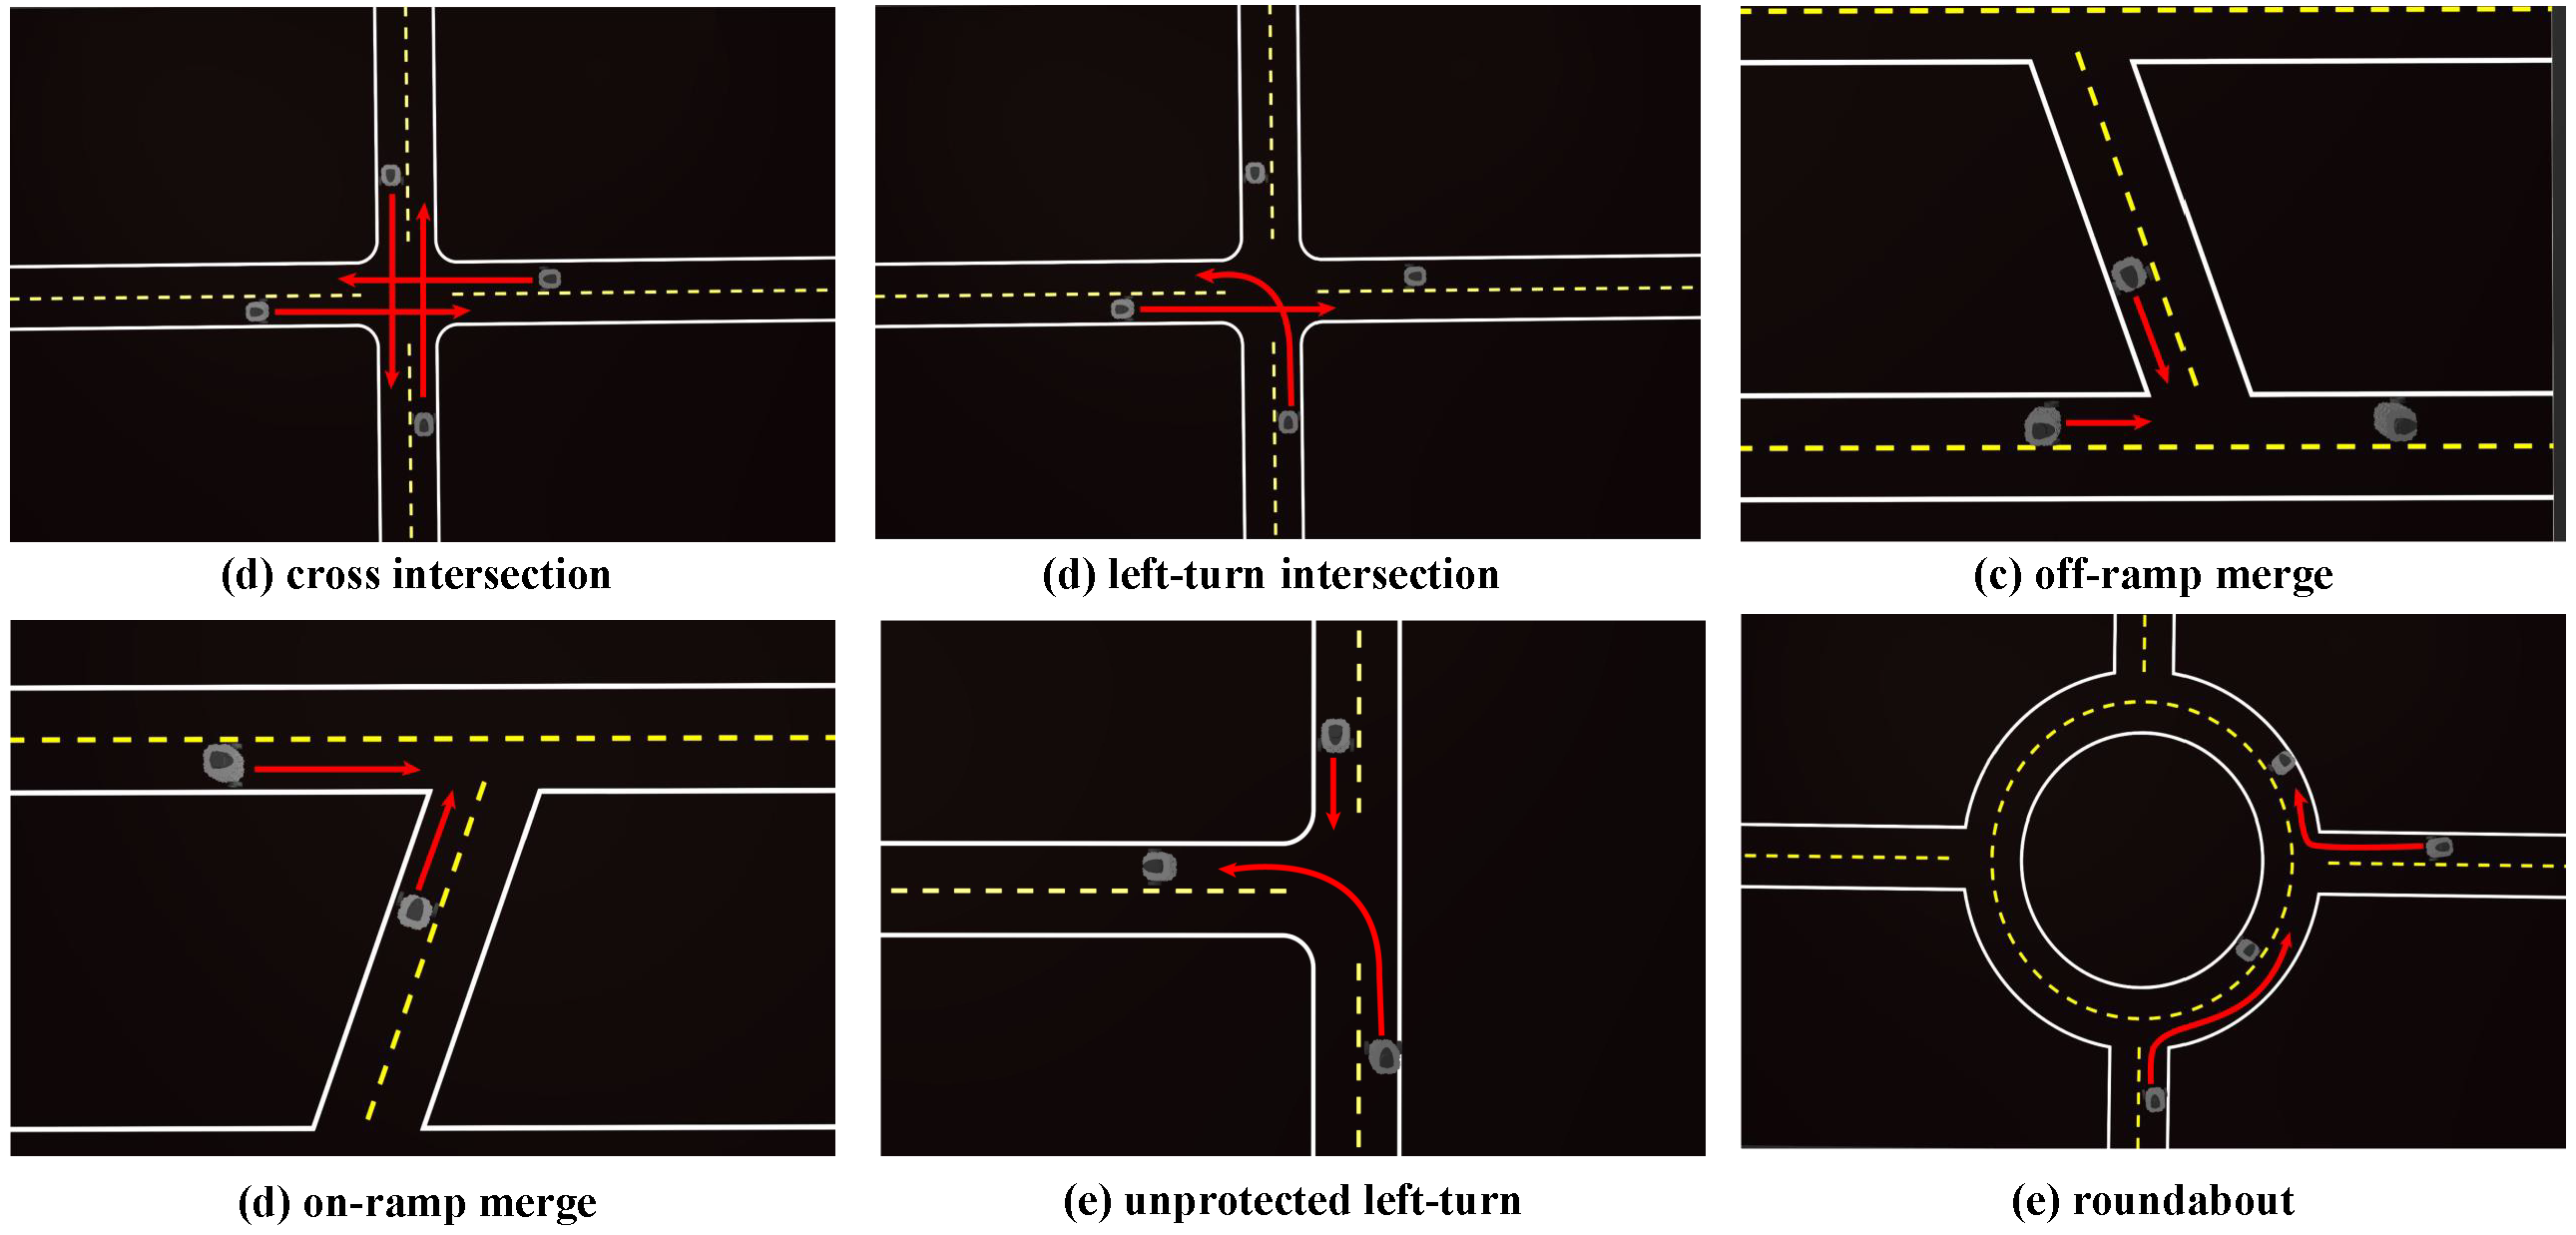 (d) cross intersection
(d) left-turn intersection
(c) off-ramp merge
(d) on-ramp merge
(e) unprotected left-turn
(e) roundabout